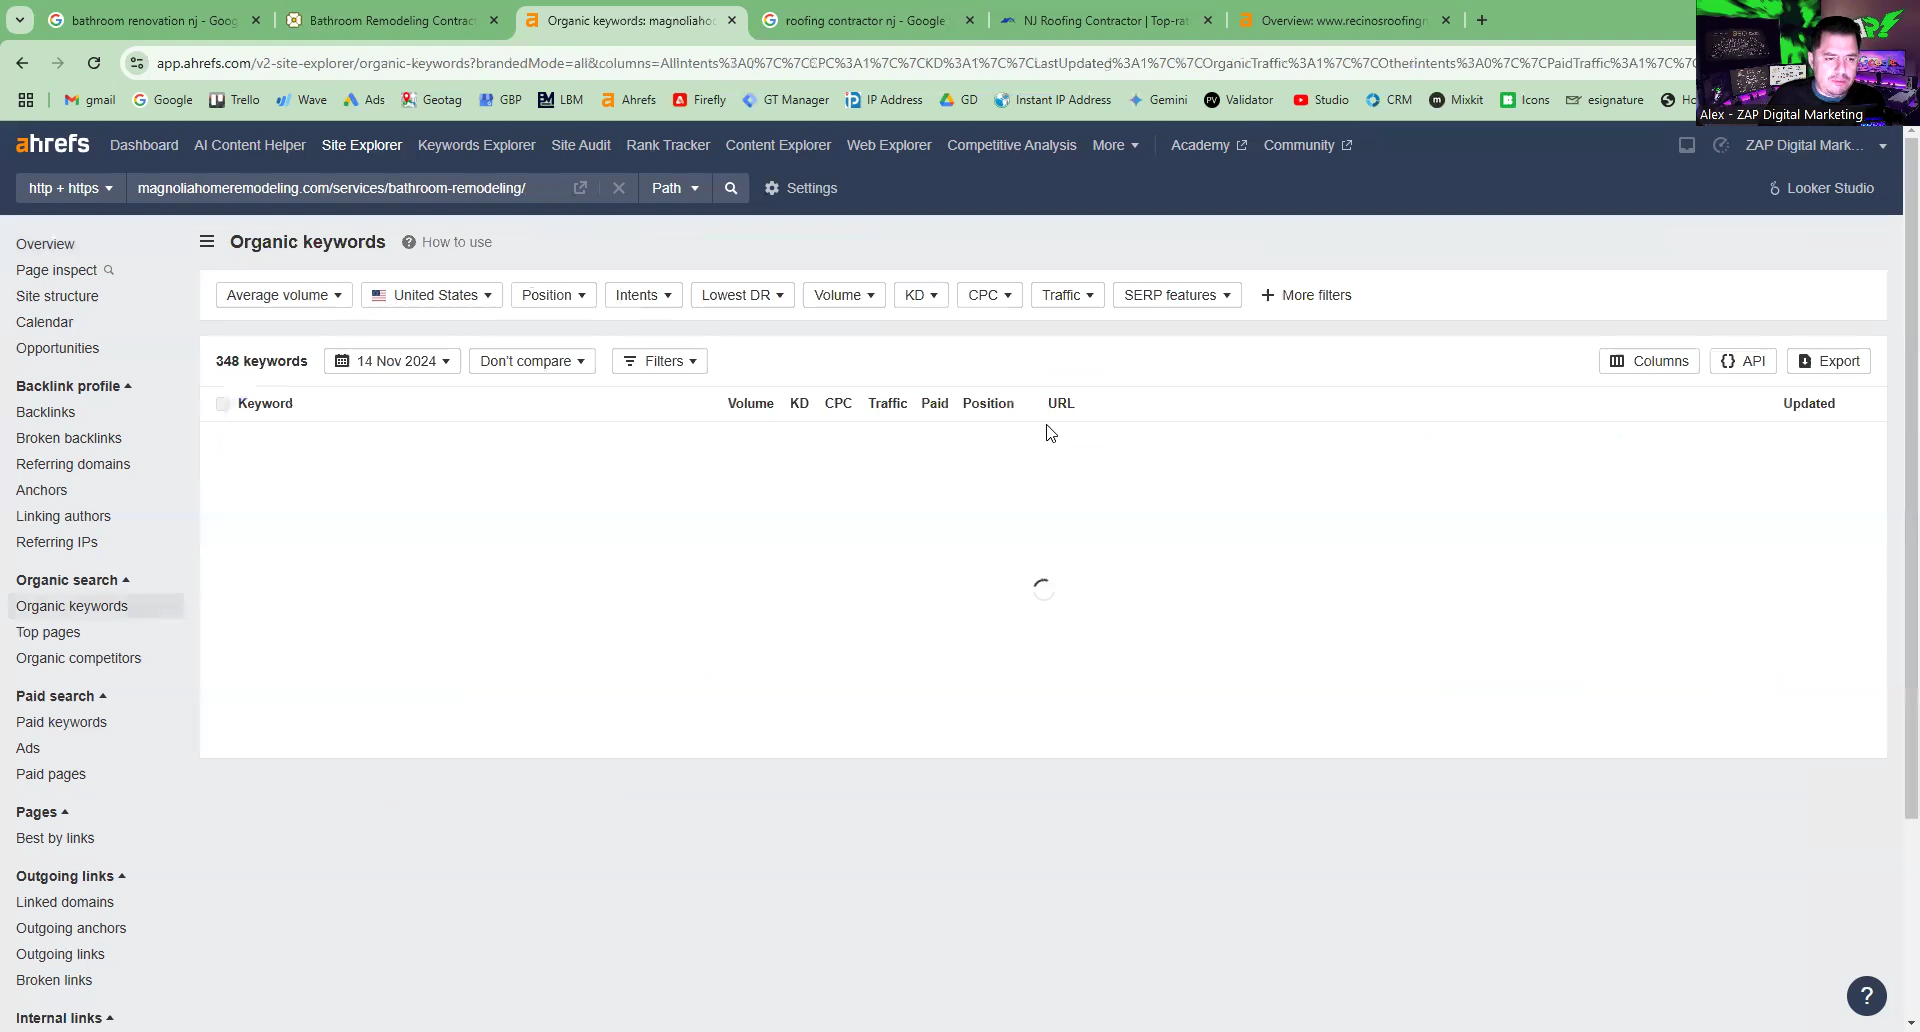 bathroom renovation nj - Goog
Bathroom Remodeling Contract
Organic keywords: magnoliahom
roofing contractor nj - Google
NJ Roofing Contractor | Top-rat
Overview: www.recinosroofing
app.ahrefs.com/v2-site-explorer/organic-keywords?brandedMode=all&columns=AllIntents%3A0%7C%7CCPC%3A1%7C%7CKD%3A1%7C%7CLastUpdated%3A1%7C%7COrganicTraffic%3A1%7C%7COtherintents%3A0%7C%7CPaidTraffic%3A1%7C%7C
gmail Google Trello Wave Ads Geotag GBP LBM Ahrefs Firefly GT Manager IP Address GD Instant IP Address Gemini Validator Studio CRM Mixkit Icons esignature
Alex - ZAP Digital Marketing
ahrefs Dashboard AI Content Helper Site Explorer Keywords Explorer Site Audit Rank Tracker Content Explorer Web Explorer Competitive Analysis More Academy Community ZAP Digital Mark...
http + https magnoliahomeremodeling.com/services/bathroom-remodeling/ Path Settings Looker Studio
Organic keywords ? How to use
Average volume United States Position Intents Lowest DR Volume KD CPC Traffic SERP features + More filters
348 keywords 14 Nov 2024 Don't compare Filters Columns {} API Export
Keyword Volume KD CPC Traffic Paid Position URL Updated
Overview
Page inspect
Site structure
Calendar
Opportunities
Backlink profile
Backlinks
Broken backlinks
Referring domains
Anchors
Linking authors
Referring IPs
Organic search
Organic keywords
Top pages
Organic competitors
Paid search
Paid keywords
Ads
Paid pages
Pages
Best by links
Outgoing links
Linked domains
Outgoing anchors
Outgoing links
Broken links
Internal links
?